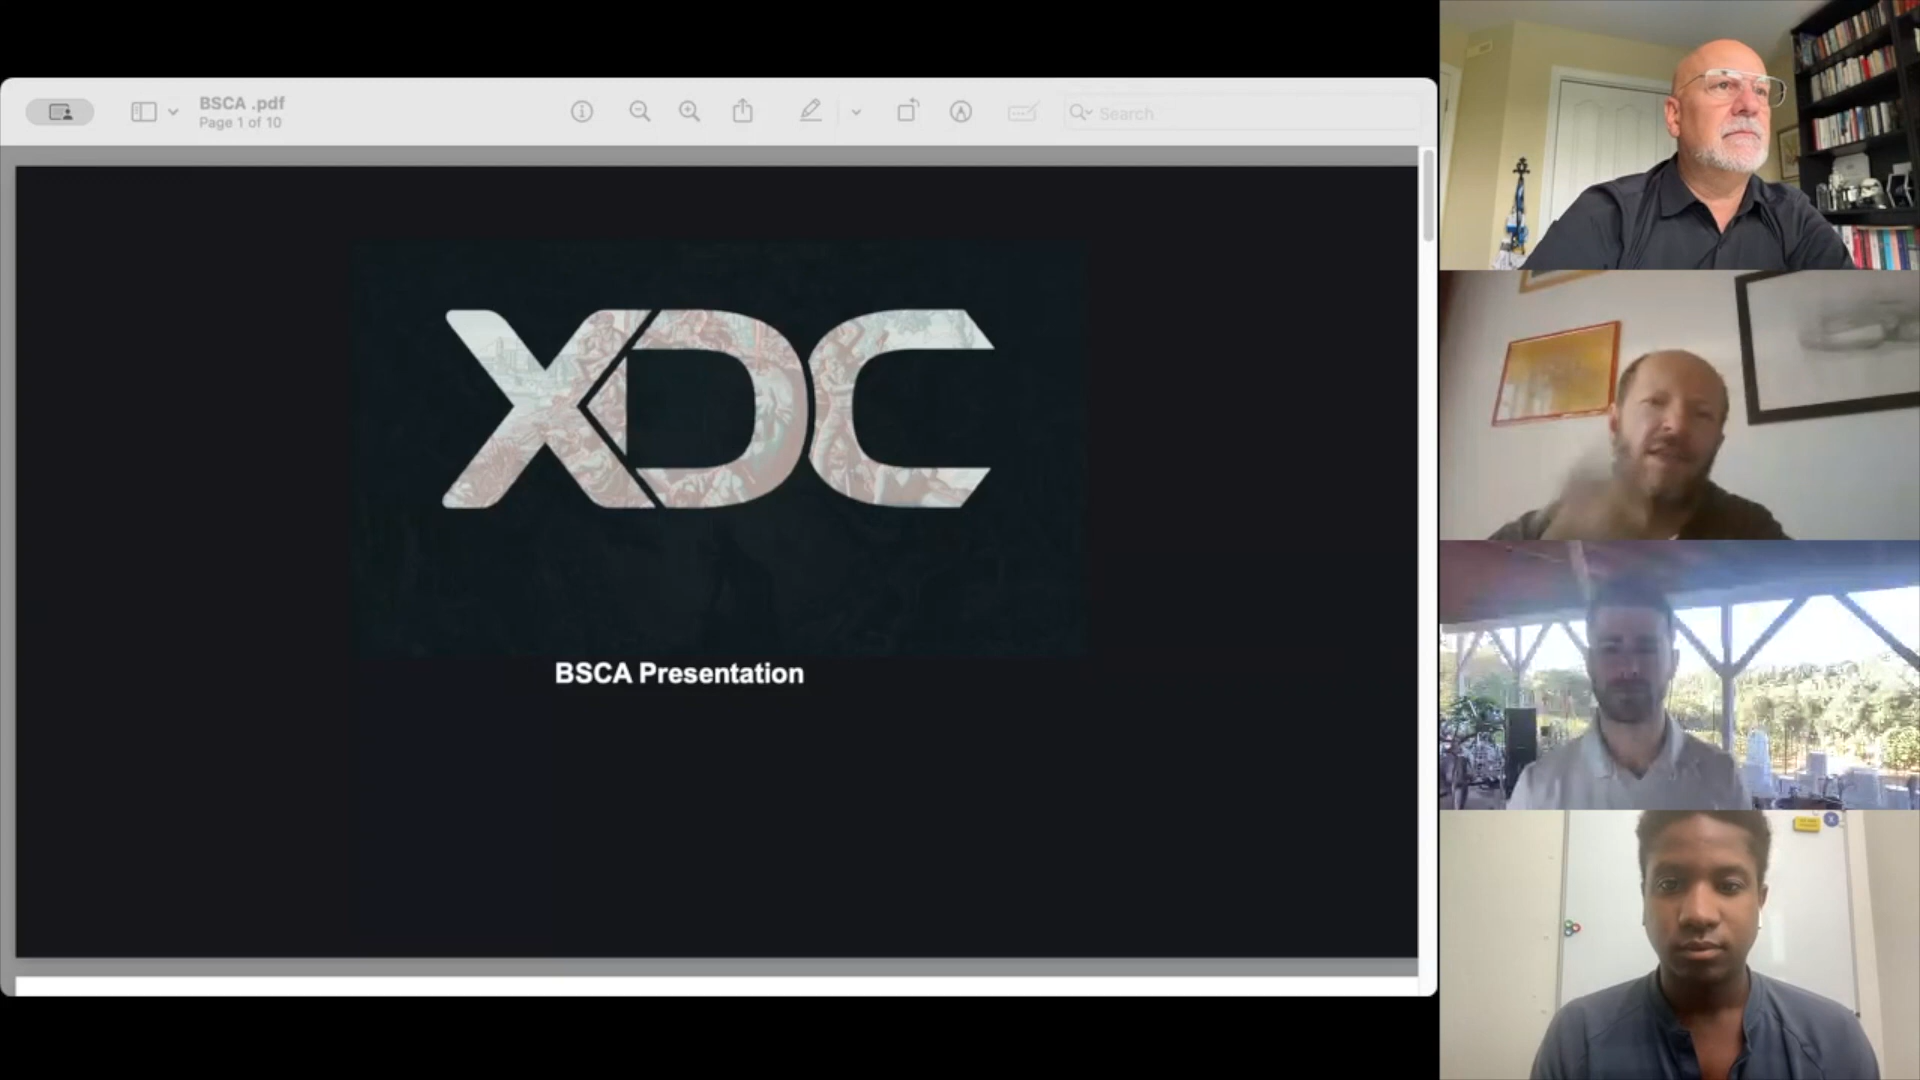 BSCA .pdf
Page 1 of 10
Search
XDC
BSCA Presentation